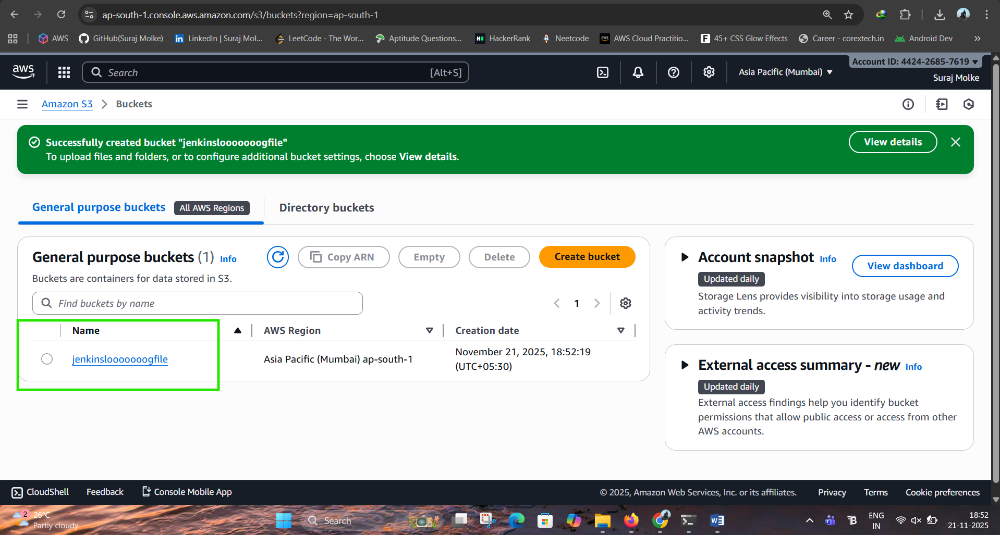 ap-south-1.console.aws.amazon.com/s3/buckets?region=ap-south-1
AWS
GitHub(Suraj Molke)
LinkedIn | Suraj Mol...
LeetCode - The Wor...
Aptitude Questions...
HackerRank
Neetcode
AWS Cloud Practitio...
45+ CSS Glow Effects
Career - corextech.in
Android Dev
aws
Search
[Alt+S]
Asia Pacific (Mumbai)
Account ID: 4424-2685-7619
Suraj Molke
Amazon S3
Buckets
Successfully created bucket "jenkinslooooooogfile"
To upload files and folders, or to configure additional bucket settings, choose View details.
View details
General purpose buckets
All AWS Regions
Directory buckets
General purpose buckets (1) Info
Copy ARN
Empty
Delete
Create bucket
Buckets are containers for data stored in S3.
Find buckets by name
1
Name
AWS Region
Creation date
jenkinslooooooogfile
Asia Pacific (Mumbai) ap-south-1
November 21, 2025, 18:52:19
(UTC+05:30)
Account snapshot Info
View dashboard
Updated daily
Storage Lens provides visibility into storage usage and
activity trends.
External access summary - new Info
Updated daily
External access findings help you identify bucket
permissions that allow public access or access from other
AWS accounts.
CloudShell
Feedback
Console Mobile App
© 2025, Amazon Web Services, Inc. or its affiliates.
Privacy
Terms
Cookie preferences
2
26°C
Partly cloudy
Search
ENG
IN
18:52
21-11-2025